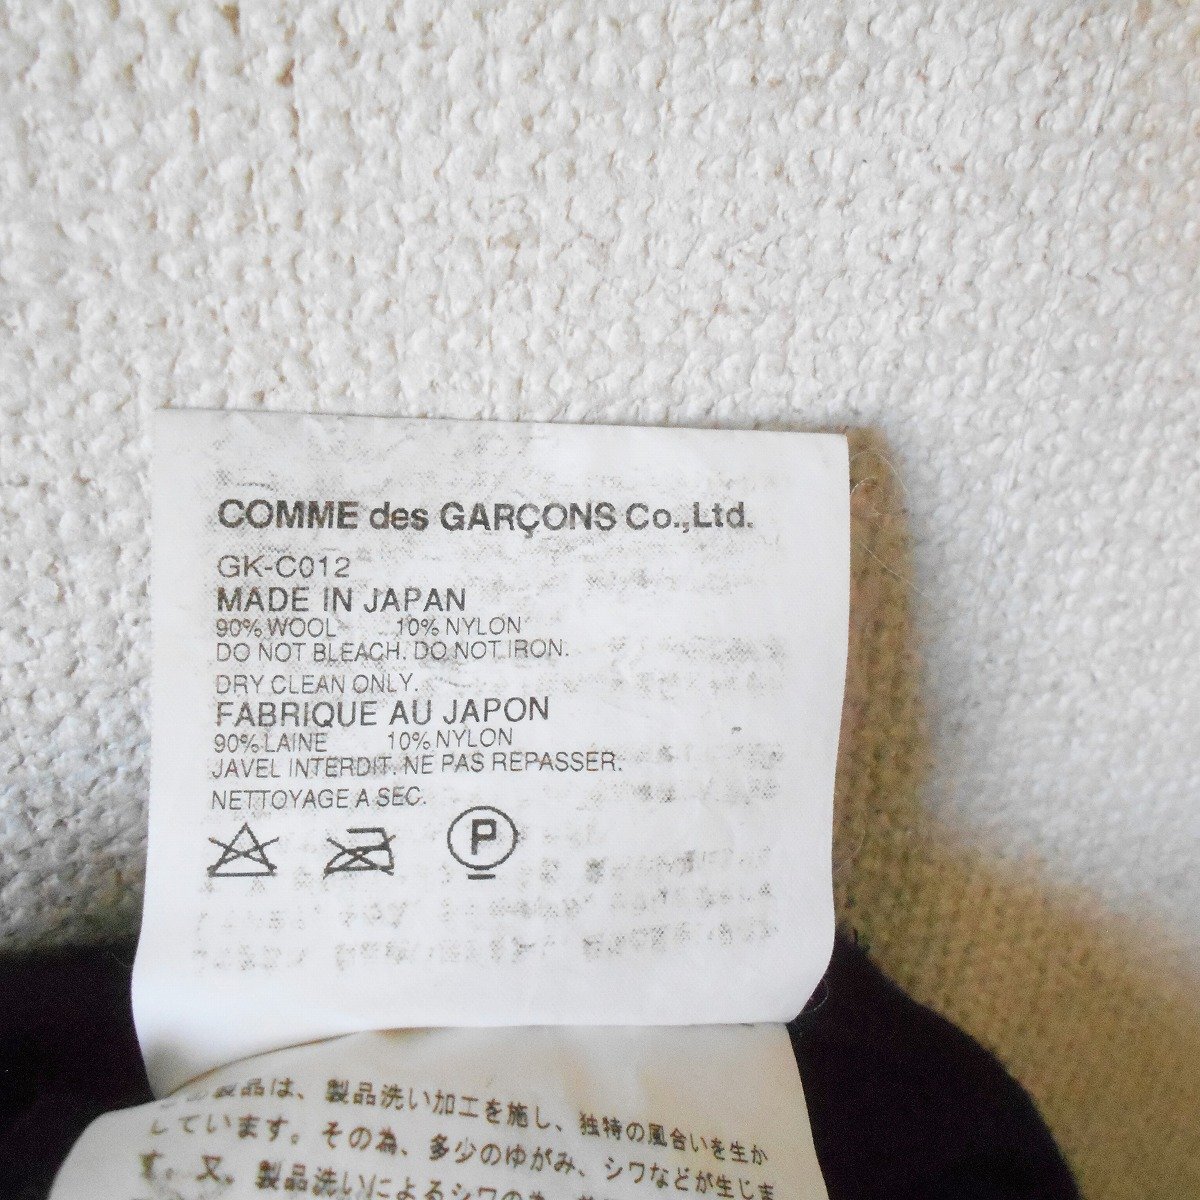 COMME des GARÇONS Co.,Ltd.
GK-C012
MADE IN JAPAN
90% WOOL 10% NYLON
DO NOT BLEACH. DO NOT IRON.
DRY CLEAN ONLY.
FABRIQUE AU JAPON
90% LAINE 10% NYLON
JAVEL INTERDIT. NE PAS REPASSER.
NETTOYAGE A SEC.
P
製品は、製品洗い加工を施し、独特の風合いを生か
しています。その為、多少のゆがみ、シワなどが生じま
す。又、製品洗いによるシワの為、